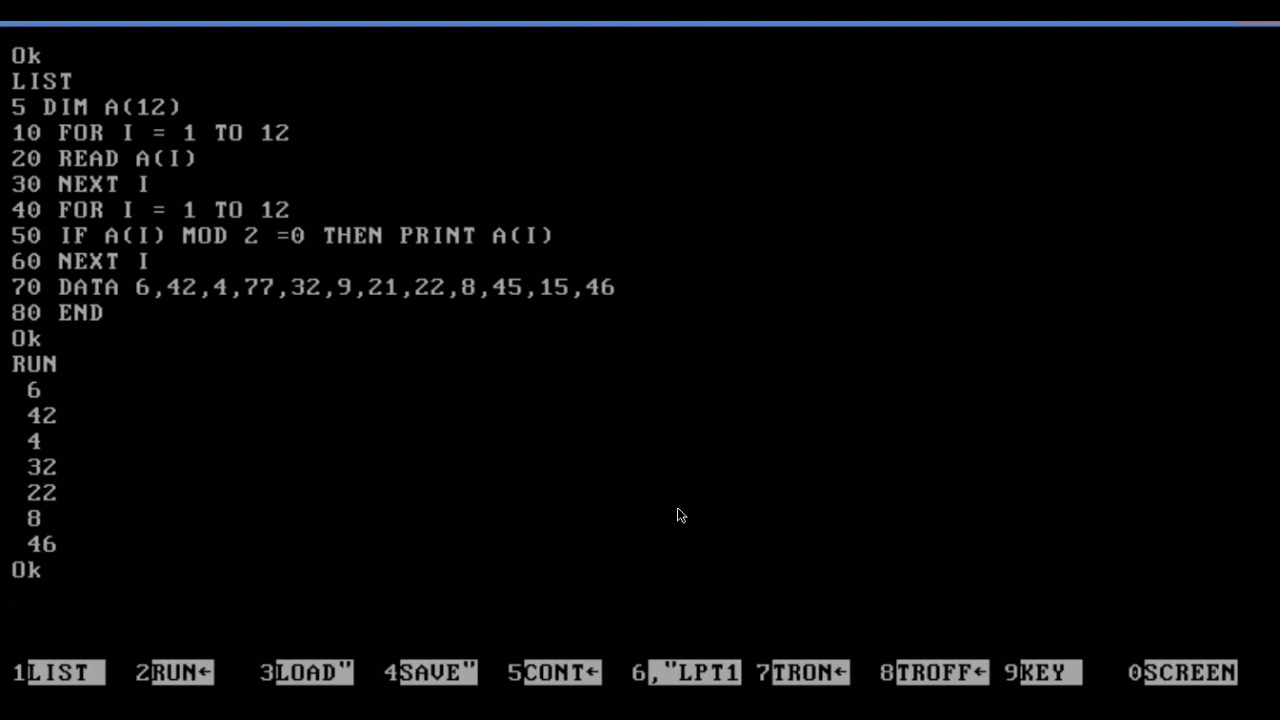 Ok
LIST
5 DIM A(12)
10 FOR I = 1 TO 12
20 READ A(I)
30 NEXT I
40 FOR I = 1 TO 12
50 IF A(I) MOD 2 =0 THEN PRINT A(I)
60 NEXT I
70 DATA 6,42,4,77,32,9,21,22,8,45,15,46
80 END
Ok
RUN
6
42
4
32
22
8
46
Ok
1LIST 2RUN← 3LOAD" 4SAVE" 5CONT← 6,"LPT1 7TRON← 8TROFF← 9KEY 0SCREEN